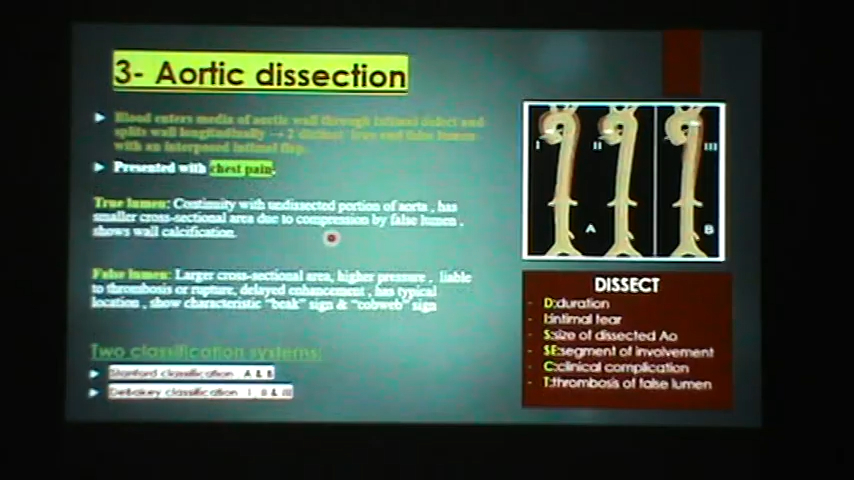 3- Aortic dissection
Blood enters media of aortic wall through intimal defect and
splits wall longitudinally → 2 distinct true and false lumen
with an interposed intimal flap.
Presented with chest pain.
True lumen: Continuity with undissected portion of aorta , has
smaller cross-sectional area due to compression by false lumen ,
shows wall calcification.
False lumen: Larger cross-sectional area, higher pressure , liable
to thrombosis or rupture, delayed enhancement , has typical
location , show characteristic "beak" sign & "cobweb" sign
Two classification systems:
Stanford classification A & B
DeBakey classification I, II & III
I II III
A B
DISSECT
- D:duration
- I:intimal tear
- S:size of dissected Ao
- SE:segment of involvement
- C:clinical complication
- T:thrombosis of false lumen